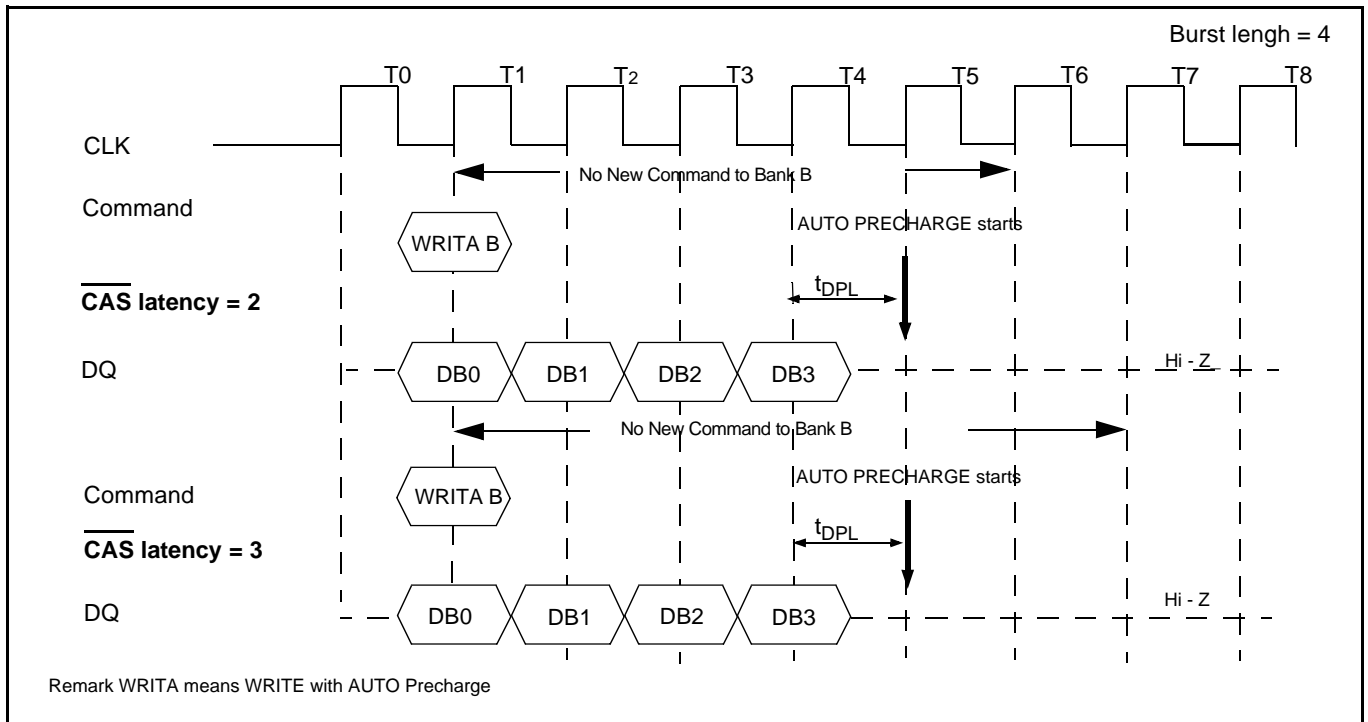 Burst lengh = 4
T0 T1 T2 T3 T4 T5 T6 T7 T8
CLK
No New Command to Bank B
Command
AUTO PRECHARGE starts
WRITA B
tDPL
CAS latency = 2
DQ
DB0 DB1 DB2 DB3
Hi - Z
No New Command to Bank B
AUTO PRECHARGE starts
Command
WRITA B
tDPL
CAS latency = 3
DQ
DB0 DB1 DB2 DB3
Hi - Z
Remark WRITA means WRITE with AUTO Precharge